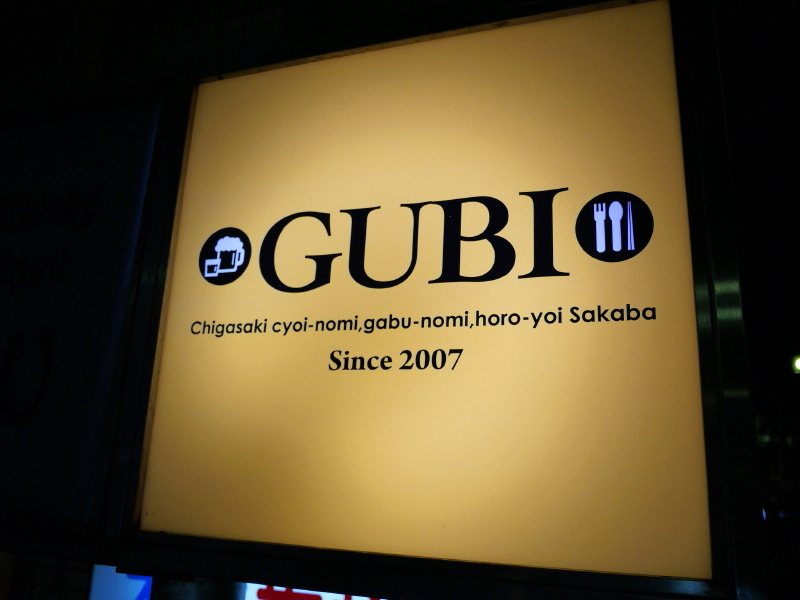 GUBI
Chigasaki cyoi-nomi,gabu-nomi,horo-yoi Sakaba
Since 2007